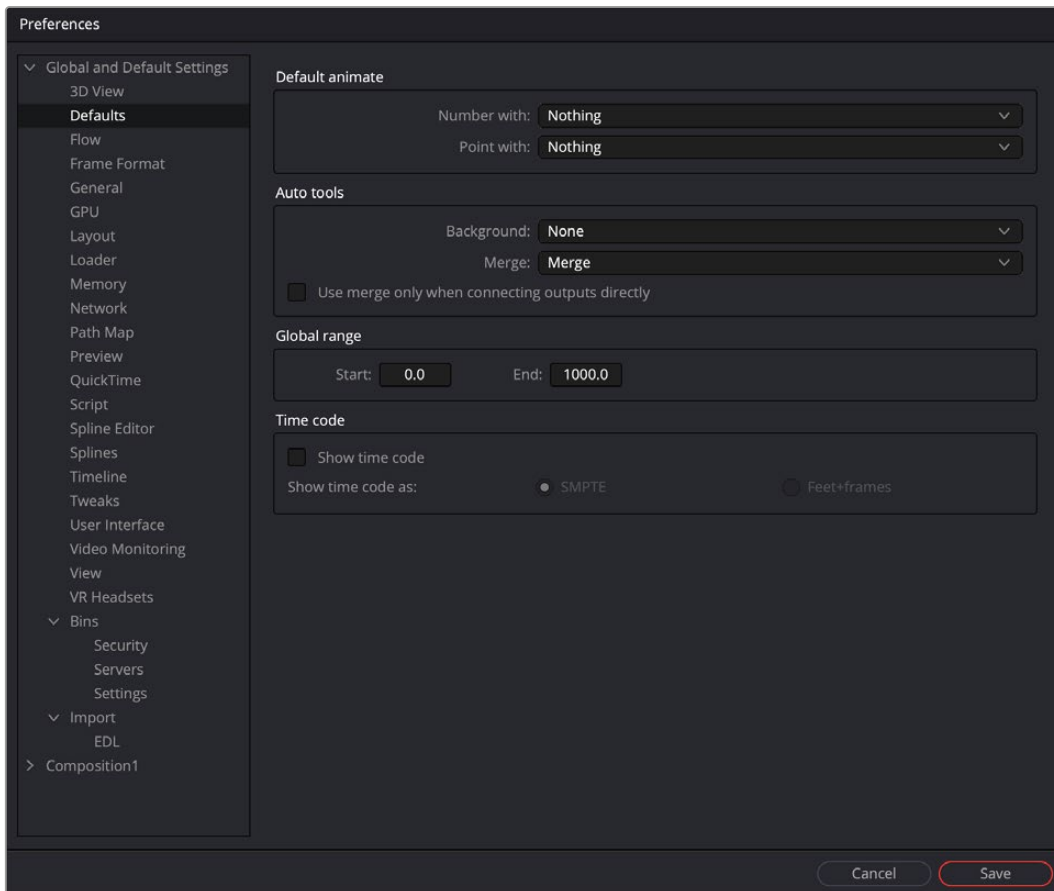 Preferences
Global and Default Settings
3D View
Defaults
Flow
Frame Format
General
GPU
Layout
Loader
Memory
Network
Path Map
Preview
QuickTime
Script
Spline Editor
Splines
Timeline
Tweaks
User Interface
Video Monitoring
View
VR Headsets
Bins
Security
Servers
Settings
Import
EDL
Composition1
Default animate
Number with: Nothing
Point with: Nothing
Auto tools
Background: None
Merge: Merge
Use merge only when connecting outputs directly
Global range
Start: 0.0 End: 1000.0
Time code
Show time code
Show time code as: SMPTE Feet+frames
Cancel Save